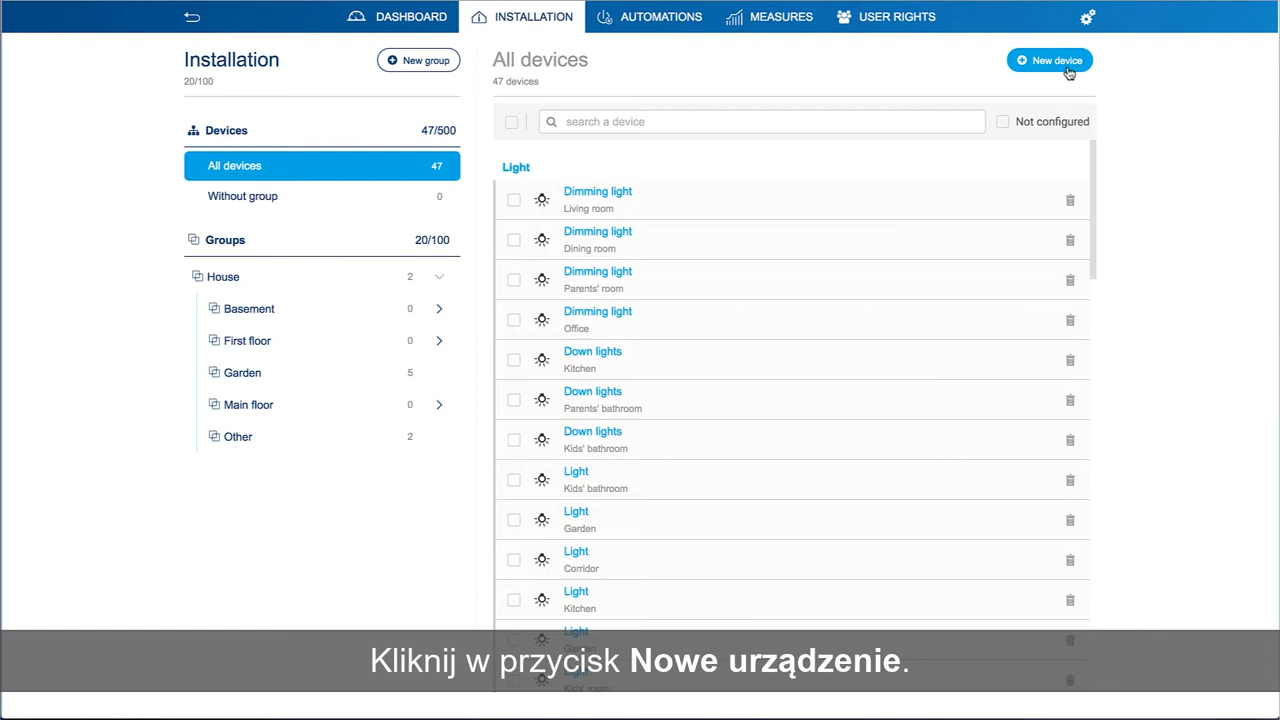 DASHBOARD
INSTALLATION
AUTOMATIONS
MEASURES
USER RIGHTS
Installation
New group
20/100
Devices 47/500
All devices 47
Without group 0
Groups 20/100
House 2
Basement 0
First floor 0
Garden 5
Main floor 0
Other 2
All devices
New device
47 devices
search a device
Not configured
Light
Dimming light
Living room
Dimming light
Dining room
Dimming light
Parents' room
Dimming light
Office
Down lights
Kitchen
Down lights
Parents' bathroom
Down lights
Kids' bathroom
Light
Kids' bathroom
Light
Garden
Light
Corridor
Light
Kitchen
Light
Garden
Light
Kids' room
Kliknij w przycisk Nowe urządzenie.